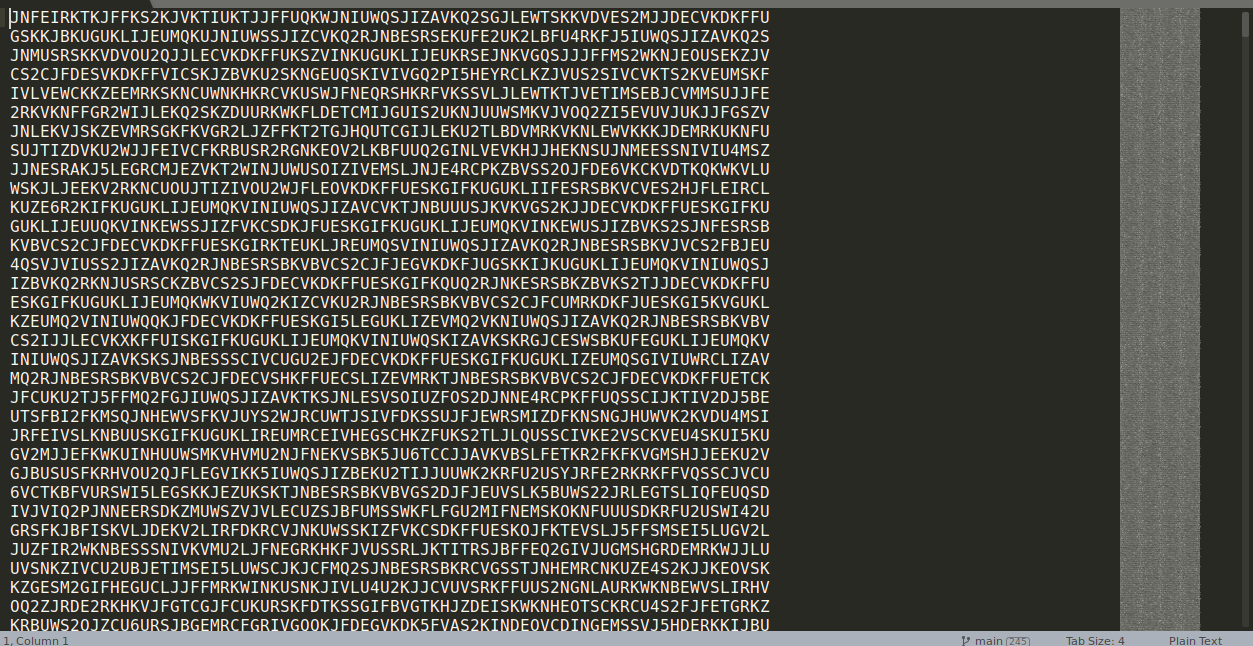 JNFEIRKTKJFFKS2KJVKTIUKTJJFFUQKWJNIUWQSJIZAVKQ2SGJLEWTSKKVDVES2MJJDECVKDKFFU
GSKKJBKUGUKLIJEUMQKUJNIUWSSJIZCVKQ2RJNBESRSEKUFE2UK2LBFU4RKFJ5IUWQSJIZAVKQ2S
JNMUSRSKKVDVOU2QJJLECVKDKFFUKSZVINKUGUKLIJEUKRSEJNKVGQSJJJFFMS2WKNJEOUSEKZJV
CS2CJFDESVKDKFFVICSKJZBVKU2SKNGEUQSKIVIVGQ2PI5HEYRCLKZJVUS2SIVCVKTS2KVEUMSKF
IVLVEWCKKZEEMRKSKNCUWNKHKRCVKUSWJFNEQRSHKRFVKSSVLJLEWTKTJVETIMSEBJCVMMSUJJFE
2RKVKNFFGR2WIJLEKQ2SKZDUURKWKFLDETCMIJGUIS2UKNJUUWSMKVJVOQ2ZI5EVUVJUKJJFGSZV
JNLEKVJSKZEVMRSGKFKVGR2LJZFFKT2TGJHQUTCGIJLEKU2TLBDVMRKVKNLEWVKKKJDEMRKUKNFU
SUJTIZDVKU2WJJFEIVCFKRBUSR2RGNKEOV2LKBFUUQ2GINLVEVKHJJHEKNSUJNMEESSNIVIU4MSZ
JJNESRAKJ5LEGRCMJEZVKT2WINJUWUSOIZIVEMSLJNJE4RCPKZBVSS2OJFDE6VKCKVDTKQKWKVLU
WSKJLJEEKV2RKNCUOUJTIZIVOU2WJFLEOVKDKFFUESKGIFKUGUKLIIFESRSBKVCVES2HJFLEIRCL
KUZE6R2KIFKUGUKLIJEUMQKVINIUWQSJIZAVCVKTJNBUUUSJKVKVGS2KJJDECVKDKFFUESKGIFKU
GUKLIJEUUQKVINKEWSSJIZFVKCSDKJFUESKGIFKUGUKLIJEUMQKVINKEWUSJIZBVKS2SJNFESRSB
KVBVCS2CJFDECVKDKFFUESKGIRKTEUKLJREUMQSVINIUWQSJIZAVKQ2RJNBESRSBKVJVCS2FBJEU
4QSVJVIUSS2JIZAVKQ2RJNBESRSBKVBVCS2CJFJEGVKDKFJUGSKKIJKUGUKLIJEUMQKVINIUWQSJ
IZBVKQ2RKNJUSRSCKZBVCS2SJFDECVKDKFFUESKGIFKQUQ2RJNKESRSBKZBVKS2TJJDECVKDKFFU
ESKGIFKUGUKLIJEUMQKWKVIUWQ2KIZCVKU2RJNBESRSBKVBVCS2CJFCUMRKDKFJUESKGI5KVGUKL
KZEUMQ2VINIUWQQKJFDECVKDKFFUESKGI5LEGUKLIZEVMQ2VKNIUWQSJIZAVKQ2RJNBESRSBKVBV
CS2IJJLECVKXKFFUISKGIFKUGUKLIJEUMQKVINIUWQSKIZAVKSKRGJCESWSBKUFEGUKLIJEUMQKV
INIUWQSJIZAVKSKSJNBESSSCIVCUGU2EJFDECVKDKFFUESKGIFKUGUKLIZEUMQSGIVIUWRCLIZAV
MQ2RJNBESRSBKVBVCS2CJFDECVSHKFFUECSLIZEVMRKTJNBESRSBKVBVCS2CJFDECVKDKFFUETCK
JFCUKU2TJ5FFMQ2FGJIUWQSJIZAVKTKSJNLESVSOIUZFOS2DJNNE4RCPKFFUQSSCIJKTIV2DJ5BE
UTSFBI2FKMSQJNHEWVSFKVJUYS2WJRCUWTJSIVFDKSSUJFJEWRSMIZDFKNSNGJHUWVK2KVDU4MSI
JRFEIVSLKNBUUSKGIFKUGUKLIREUMRCEIVHEGSCHKZFUKS2TLJLQUSSCIVKE2VSCKVEU4SKUI5KU
GV2MJJEFKWKUINHUUWSMKVHVMU2NJFNEKVSBK5JU6TCCJJAVKVBSLFETKR2FKFKVGMSHJJEEKU2V
GJBUSUSFKRHVOU2QJFLEGVIKK5IUWQSJIZBEKU2TIJJUUWK2KRFU2USYJRFE2RKRKFFVQSSCJVCU
6VCTKBFVURSWI5LEGSKKJEZUKSKTJNBESRSBKVBVGS2DJFJEUVSLK5BUWS22JRLEGTSLIQFEUQSD
IVJVIQ2PJNNEERSDKZMUWSZVJVLECUZSJBFUMSSWKFLFGU2MIFNEMSKOKNFUUUSDKRFU2USWI42U
GRSFKJBFISKVLJDEKV2LIRFDKRCVJNKUWSSKIZFVKCSDKFFUESKOJFKTEVSLJ5FFSMSEI5LUGV2L
JUZFIR2WKNBESSSNIVKVMU2LJFNEGRKHKFJVUSSRLJKTITRSJBFFEQ2GIVJUGMSHGRDEMRKWJJLU
UVSNKZIVCU2UBJETIMSEI5LUWSCJKJCFMQ2SJNBESRSBKRCVGSSTJNHEMRCNKUZE4S2KJJKEOVSK
KZGESM2GIFHEGUCLJJFFMRKWINKUSNKJIVLU4U2KJJCVUVSRKFFUUS2NGNLAURKWKNBEWVSLIRHV
OQ2ZJRDE2RKHKVJFGTCGJFCUKURSKFDTKSSGIFBVGTKHJZDEISKWKNHEOTSCKRCU4S2FJFETGRKZ
KRBUWS2OJZCU6URSJBGEMRCFGRIVGQOKJFDEGVKDK5FVAS2KINDEOVCDINGEMSSVJ5HDERKKIJBU
1, Column 1
main 245
Tab Size: 4
Plain Text